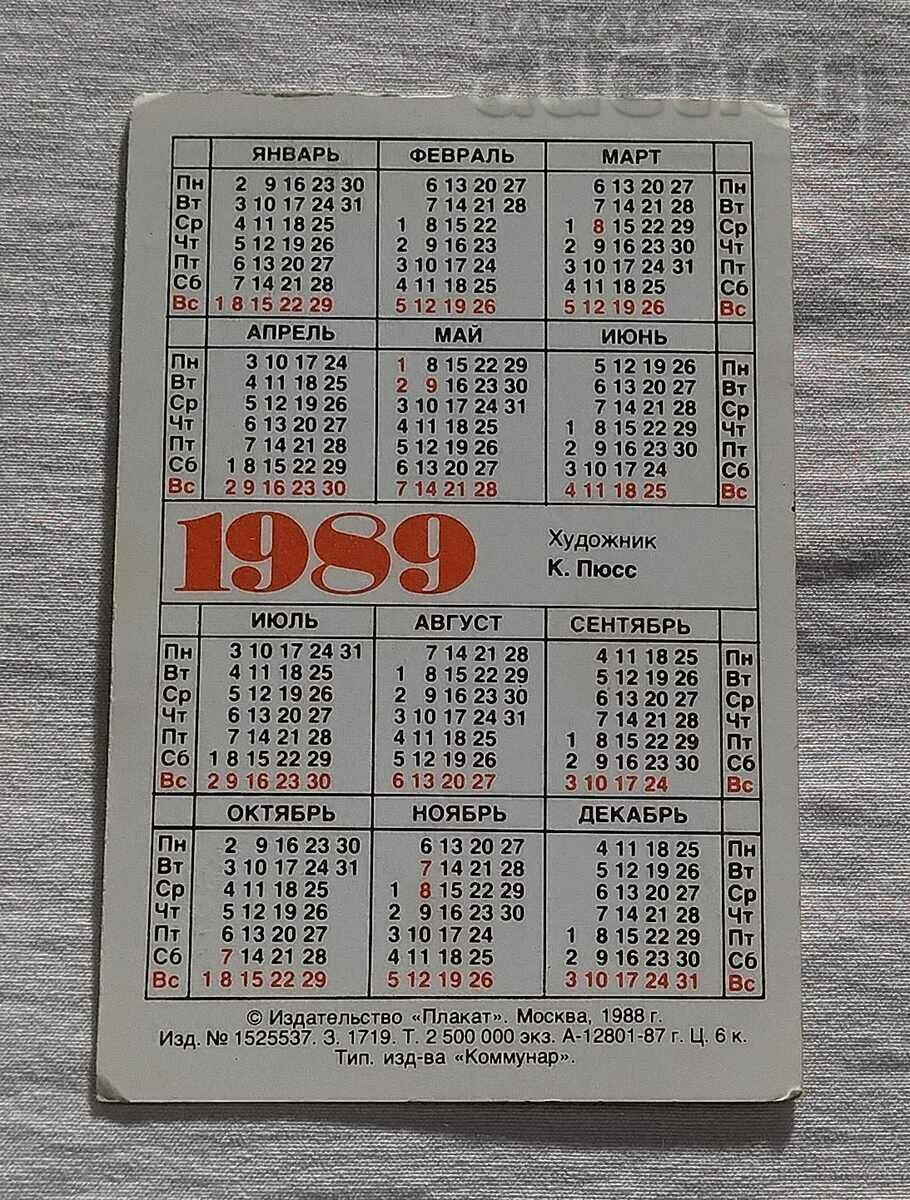 auction
ЯНВАРЬ ФЕВРАЛЬ МАРТ
Пн 2 9 16 23 30 6 13 20 27 6 13 20 27 Пн
Вт 3 10 17 24 31 7 14 21 28 7 14 21 28 Вт
Ср 4 11 18 25 1 8 15 22 1 8 15 22 29 Ср
Чт 5 12 19 26 2 9 16 23 2 9 16 23 30 Чт
Пт 6 13 20 27 3 10 17 24 3 10 17 24 31 Пт
Сб 7 14 21 28 4 11 18 25 4 11 18 25 Сб
Вс 1 8 15 22 29 5 12 19 26 5 12 19 26 Вс
АПРЕЛЬ МАЙ ИЮНЬ
Пн 3 10 17 24 1 8 15 22 29 5 12 19 26 Пн
Вт 4 11 18 25 2 9 16 23 30 6 13 20 27 Вт
Ср 5 12 19 26 3 10 17 24 31 7 14 21 28 Ср
Чт 6 13 20 27 4 11 18 25 1 8 15 22 29 Чт
Пт 7 14 21 28 5 12 19 26 2 9 16 23 30 Пт
Сб 1 8 15 22 29 6 13 20 27 3 10 17 24 Сб
Вс 2 9 16 23 30 7 14 21 28 4 11 18 25 Вс
1989
Художник
К. Пюсс
ИЮЛЬ АВГУСТ СЕНТЯБРЬ
Пн 3 10 17 24 31 7 14 21 28 4 11 18 25 Пн
Вт 4 11 18 25 1 8 15 22 29 5 12 19 26 Вт
Ср 5 12 19 26 2 9 16 23 30 6 13 20 27 Ср
Чт 6 13 20 27 3 10 17 24 31 7 14 21 28 Чт
Пт 7 14 21 28 4 11 18 25 1 8 15 22 29 Пт
Сб 1 8 15 22 29 5 12 19 26 2 9 16 23 30 Сб
Вс 2 9 16 23 30 6 13 20 27 3 10 17 24 Вс
ОКТЯБРЬ НОЯБРЬ ДЕКАБРЬ
Пн 2 9 16 23 30 6 13 20 27 4 11 18 25 Пн
Вт 3 10 17 24 31 7 14 21 28 5 12 19 26 Вт
Ср 4 11 18 25 1 8 15 22 29 6 13 20 27 Ср
Чт 5 12 19 26 2 9 16 23 30 7 14 21 28 Чт
Пт 6 13 20 27 3 10 17 24 1 8 15 22 29 Пт
Сб 7 14 21 28 4 11 18 25 2 9 16 23 30 Сб
Вс 1 8 15 22 29 5 12 19 26 3 10 17 24 31 Вс
© Издательство «Плакат». Москва, 1988 г.
Изд. № 1525537. З. 1719. Т. 2 500 000 экз. А-12801-87 г. Ц. 6 к.
Тип. изд-ва «Коммунар».